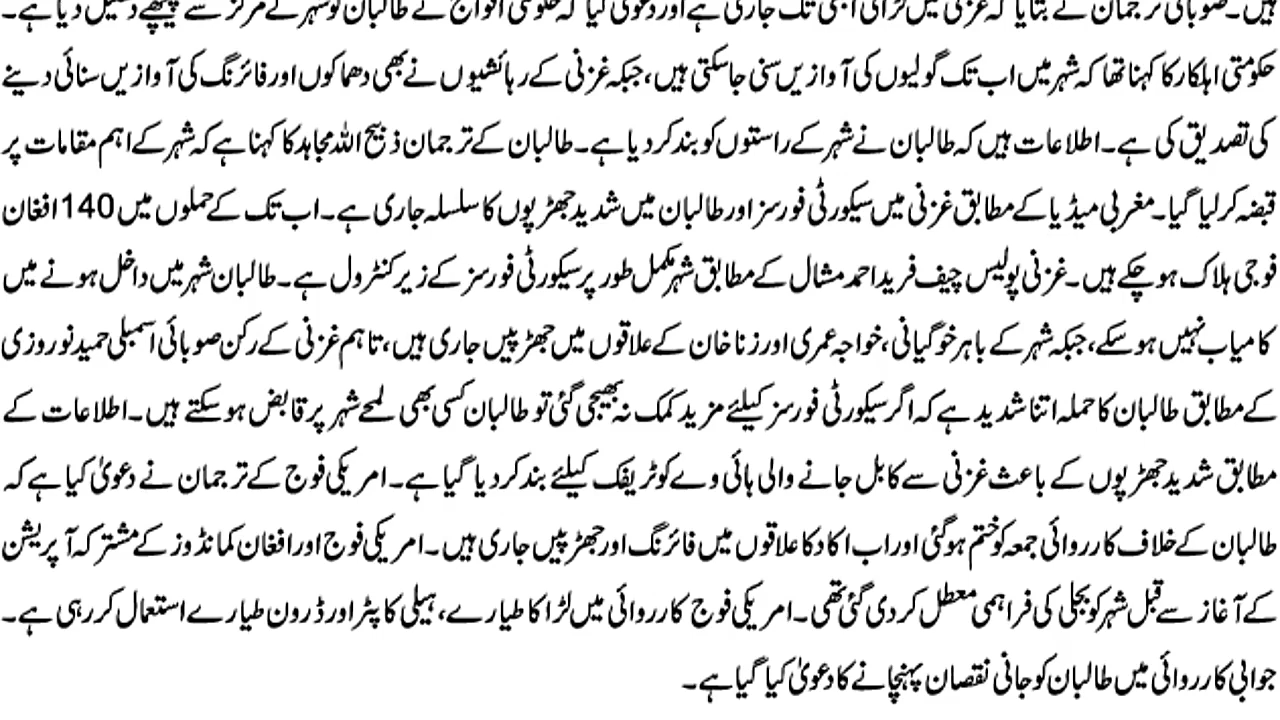 ہیں۔ صوبائی ترجمان نے بتایا کہ غزنی میں لڑائی ابھی تک جاری ہے اور دعویٰ کیا کہ حکومتی افواج نے طالبان کو شہر کے مرکز سے پیچھے دھکیل دیا ہے۔
حکومتی اہلکار کا کہنا تھا کہ شہر میں اب تک گولیوں کی آوازیں سنی جاسکتی ہیں، جبکہ غزنی کے رہائشیوں نے بھی دھماکوں اور فائرنگ کی آوازیں سنائی دینے
کی تصدیق کی ہے۔ اطلاعات ہیں کہ طالبان نے شہر کے راستوں کو بند کر دیا ہے۔ طالبان کے ترجمان ذبیح اللہ مجاہد کا کہنا ہے کہ شہر کے اہم مقامات پر
قبضہ کر لیا گیا۔ مغربی میڈیا کے مطابق غزنی میں سیکورٹی فورسز اور طالبان میں شدید جھڑپوں کا سلسلہ جاری ہے۔ اب تک کے حملوں میں 140 افغان
فوجی ہلاک ہوچکے ہیں۔ غزنی پولیس چیف فرید احمد مشال کے مطابق شہر مکمل طور پر سیکورٹی فورسز کے زیر کنٹرول ہے۔ طالبان شہر میں داخل ہونے میں
کامیاب نہیں ہو سکے، جبکہ شہر کے باہر خوگیانی، خواجہ عمری اور زنا خان کے علاقوں میں جھڑپیں جاری ہیں، تاہم غزنی کے رکن صوبائی اسمبلی حمید نوروزی
کے مطابق طالبان کا حملہ اتنا شدید ہے کہ اگر سیکورٹی فورسز کیلئے مزید کمک نہ بھیجی گئی تو طالبان کسی بھی لمحے شہر پر قابض ہوسکتے ہیں۔ اطلاعات کے
مطابق شدید جھڑپوں کے باعث غزنی سے کابل جانے والی ہائی وے کو ٹریفک کیلئے بند کر دیا گیا ہے۔ امریکی فوج کے ترجمان نے دعویٰ کیا ہے کہ
طالبان کے خلاف کارروائی جمعہ کو ختم ہوگئی اور اب اکا دکا علاقوں میں فائرنگ اور جھڑپیں جاری ہیں۔ امریکی فوج اور افغان کمانڈوز کے مشترکہ آپریشن
کے آغاز سے قبل شہر کو بجلی کی فراہمی معطل کر دی گئی تھی۔ امریکی فوج کارروائی میں لڑاکا طیارے، ہیلی کاپٹر اور ڈرون طیارے استعمال کر رہی ہے۔
جوابی کارروائی میں طالبان کو جانی نقصان پہنچانے کا دعویٰ کیا گیا ہے۔